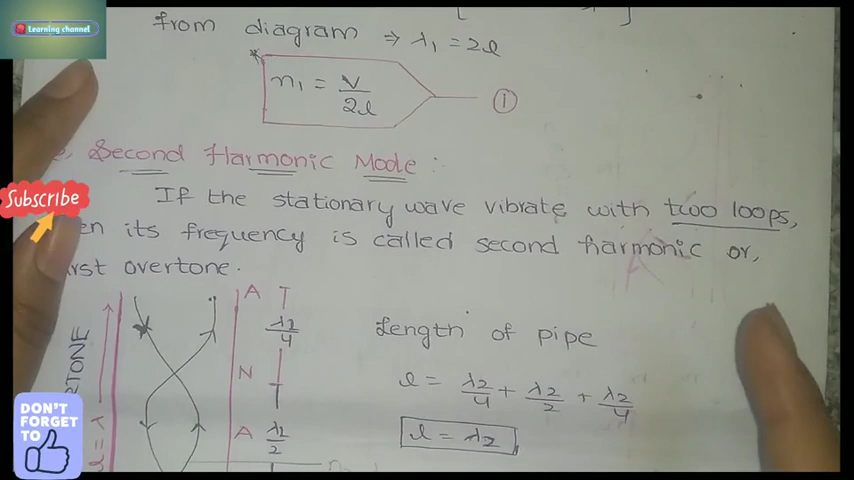 Learning channel
from diagram ⇒ λ1 = 2l
n1 = V/2l ①
Second Harmonic Mode :-
Subscribe
If the stationary wave vibrate with two loops,
its frequency is called second harmonic or,
overtone.
A
λ2/4
Length of pipe
N
l = λ2/4 + λ2/2 + λ2/4
DON'T
FORGET
TO
A λ2/2
l = λ2